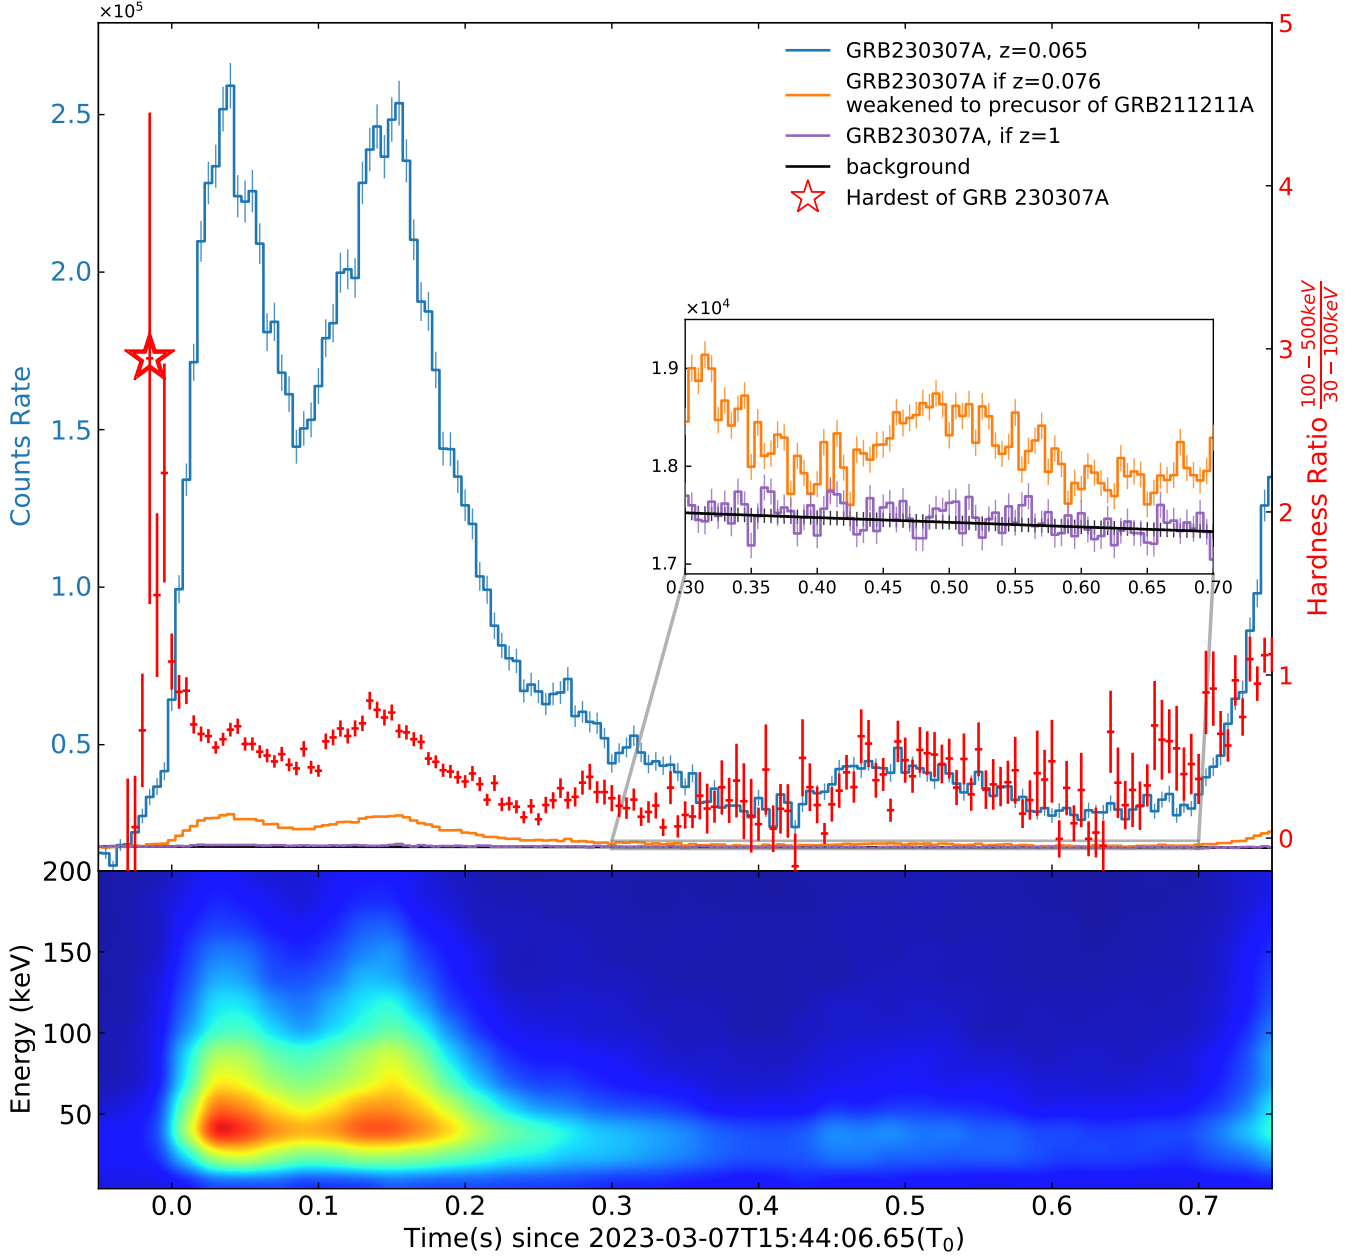 ×10⁵
GRB230307A, z=0.065
GRB230307A if z=0.076
weakened to precusor of GRB211211A
GRB230307A, if z=1
background
Hardest of GRB 230307A
Counts Rate
2.5
2.0
1.5
1.0
0.5
5
4
3
2
1
0
Hardness Ratio 100−500keV / 30−100keV
×10⁴
1.9
1.8
1.7
0.30 0.35 0.40 0.45 0.50 0.55 0.60 0.65 0.70
Energy (keV)
200
150
100
50
0.0 0.1 0.2 0.3 0.4 0.5 0.6 0.7
Time(s) since 2023-03-07T15:44:06.65(T₀)